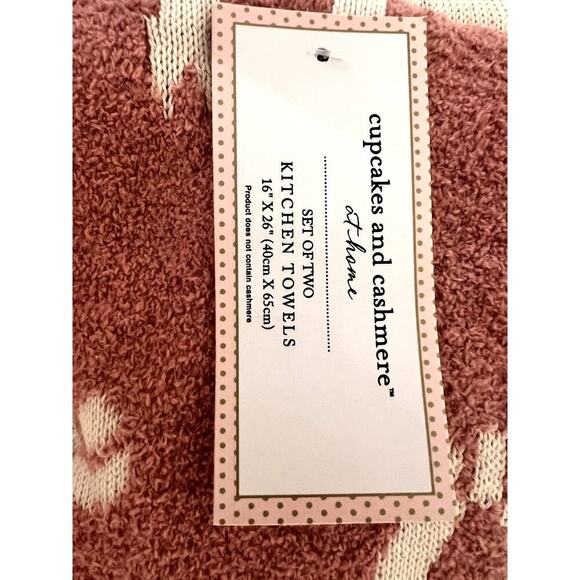 cupcakes and cashmere™
at home
SET OF TWO
KITCHEN TOWELS
16" X 26" (40cm X 65cm)
Product does not contain cashmere